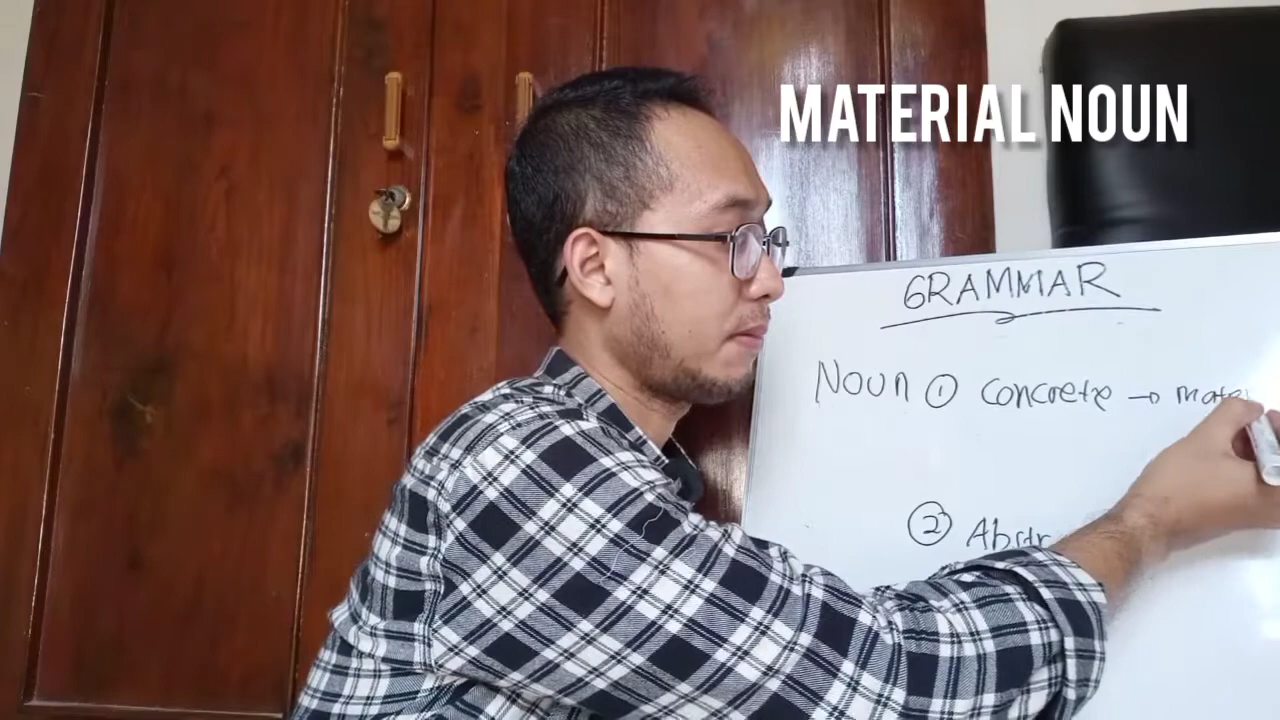 MATERIAL NOUN
GRAMMAR
Noun ① Concrete → mate
② Abstr